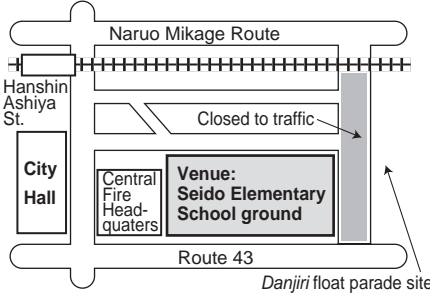 Naruo Mikage Route
Hanshin
Ashiya
St.
Closed to traffic
City
Hall
Central
Fire
Head-
quaters
Venue:
Seido Elementary
School ground
Route 43
Danjiri float parade site